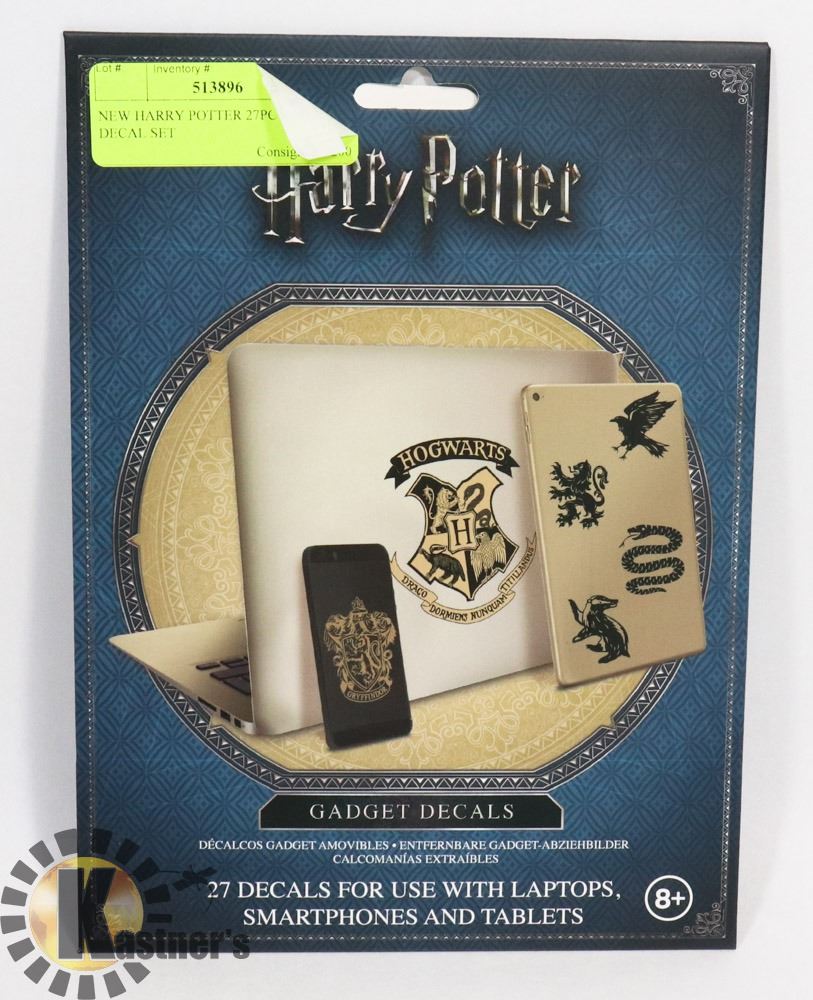 Lot #
Inventory #
513896
NEW HARRY POTTER 27PC
DECAL SET
Harry Potter
HOGWARTS
H
DRACO DORMIENS NUNQUAM TITILLANDUS
GRYFFINDOR
GADGET DECALS
DÉCALCOS GADGET AMOVIBLES • ENTFERNBARE GADGET-ABZIEHBILDER
CALCOMANÍAS EXTRAÍBLES
27 DECALS FOR USE WITH LAPTOPS,
SMARTPHONES AND TABLETS
8+
Kastner's